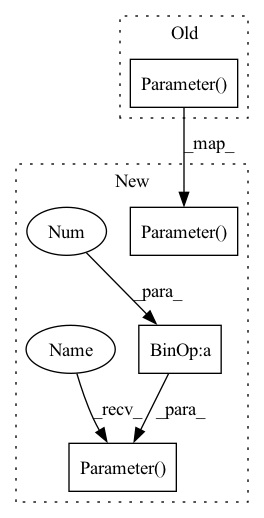 Old
Parameter()
_map_
New
Num
Parameter()
_para_
Name
BinOp:a
_recv_
_para_
Parameter()